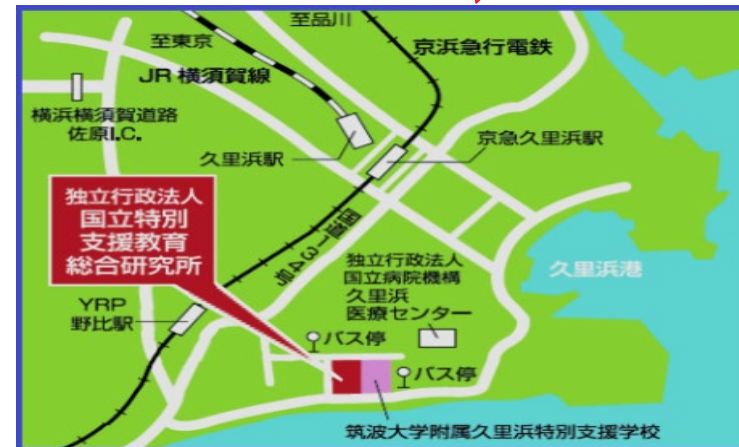 至品川
至東京
京浜急行電鉄
JR横須賀線
横浜横須賀道路
佐原I.C.
久里浜駅
京急久里浜駅
独立行政法人
国立特別
支援教育
総合研究所
国道134号
独立行政法人
国立病院機構
久里浜
医療センター
久里浜港
YRP
野比駅
バス停
バス停
筑波大学附属久里浜特別支援学校